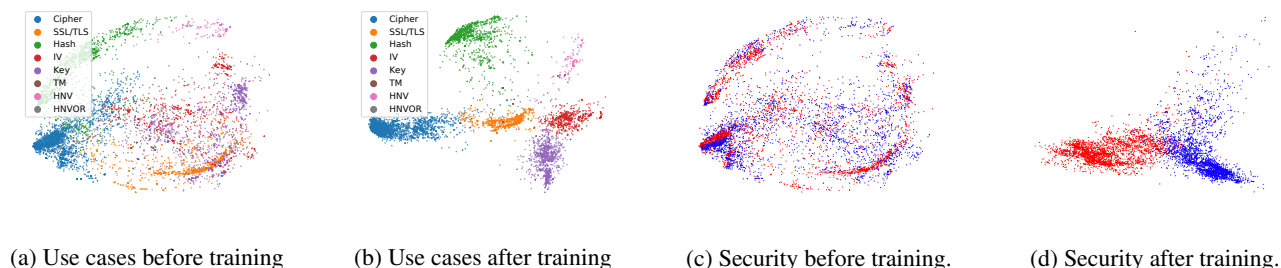 Cipher
SSL/TLS
Hash
IV
Key
TM
HNV
HNVOR
Cipher
SSL/TLS
Hash
IV
Key
TM
HNV
HNVOR
(a) Use cases before training
(b) Use cases after training
(c) Security before training.
(d) Security after training.